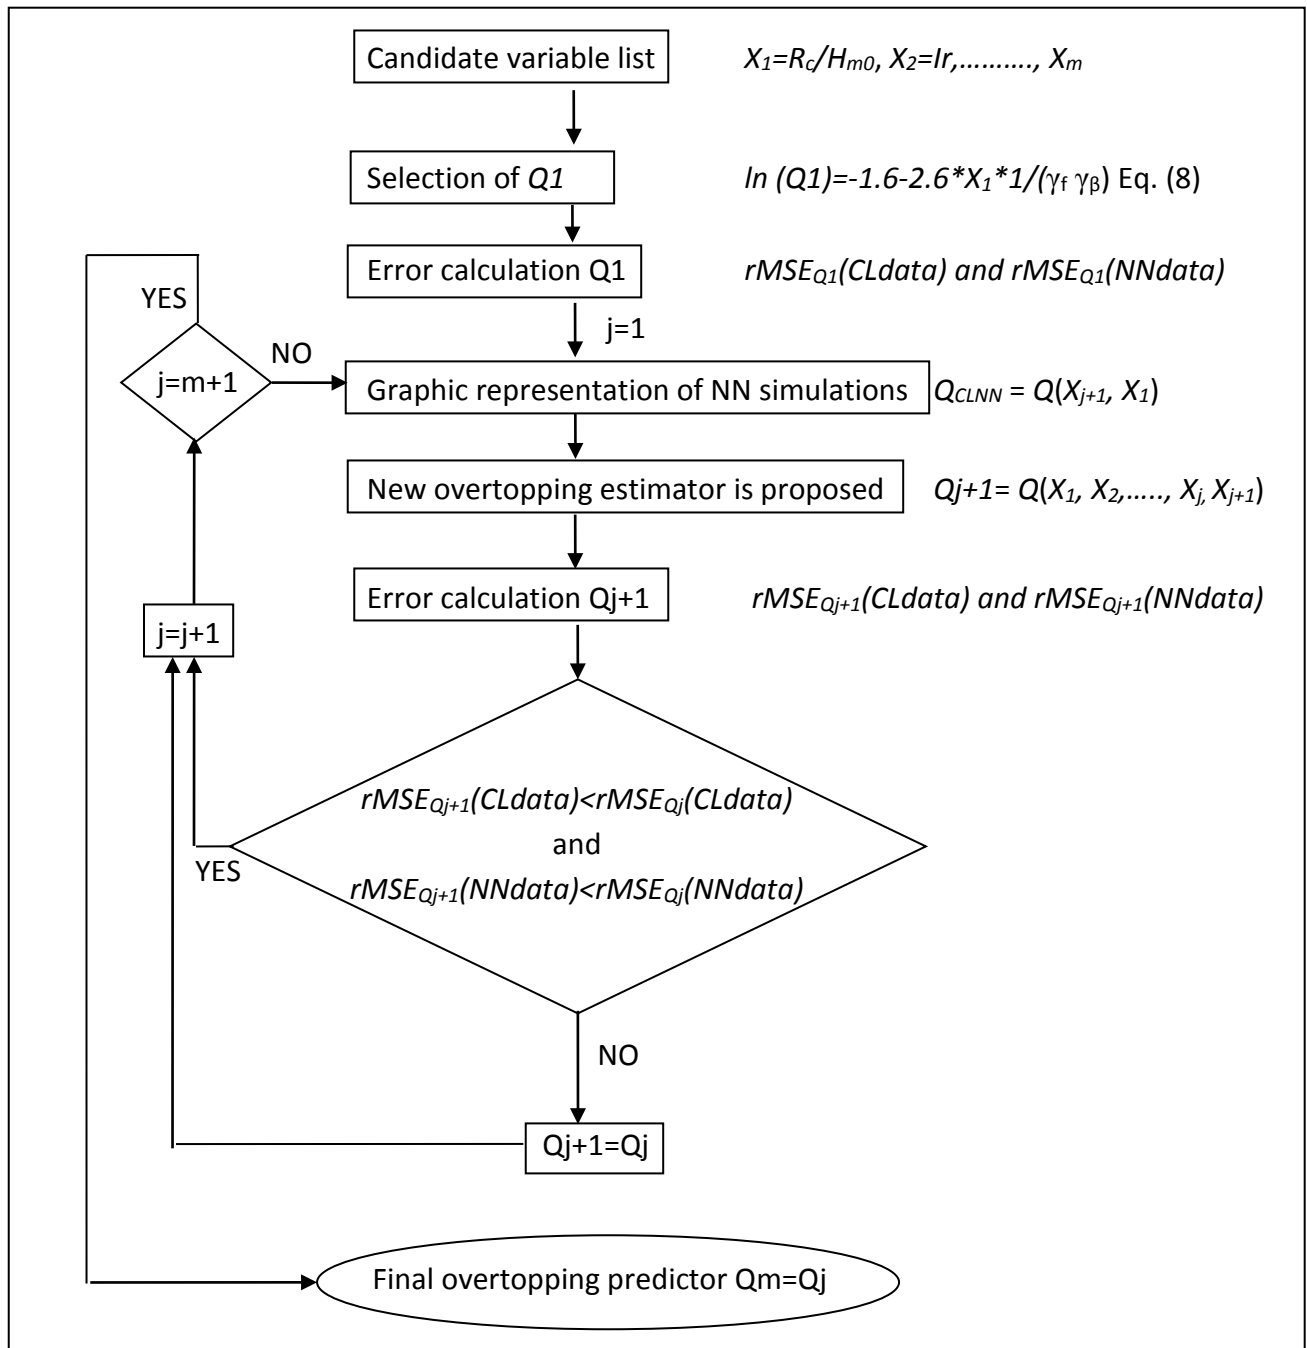 Candidate variable list
X1=Rc/Hm0, X2=Ir,………., Xm
Selection of Q1
ln (Q1)=-1.6-2.6*X1*1/(γf γβ) Eq. (8)
Error calculation Q1
rMSEQ1(CLdata) and rMSEQ1(NNdata)
YES
j=1
NO
j=m+1
Graphic representation of NN simulations
QCLNN = Q(Xj+1, X1)
New overtopping estimator is proposed
Qj+1= Q(X1, X2,….., Xj, Xj+1)
Error calculation Qj+1
rMSEQj+1(CLdata) and rMSEQj+1(NNdata)
j=j+1
rMSEQj+1(CLdata)<rMSEQj(CLdata)
and
YES
rMSEQj+1(NNdata)<rMSEQj(NNdata)
NO
Qj+1=Qj
Final overtopping predictor Qm=Qj